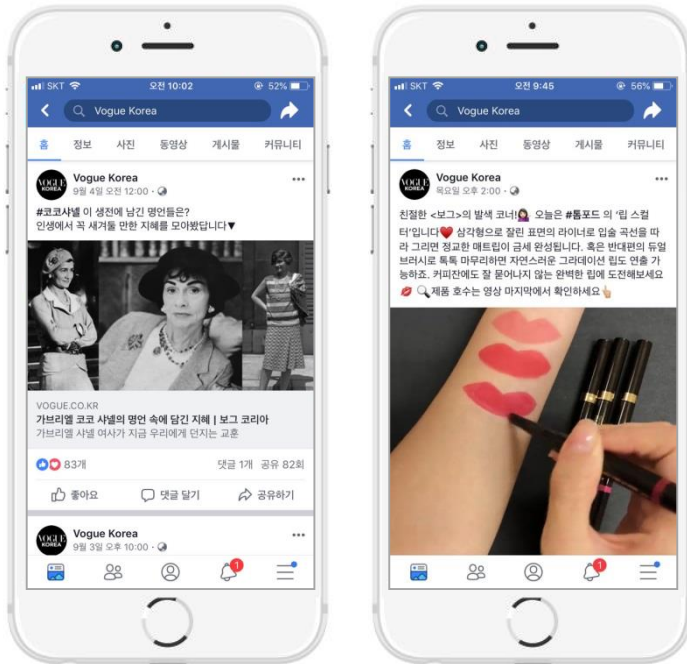 SKT 오전 10:02 52%
Vogue Korea
홈 정보 사진 동영상 게시물 커뮤니티
VOGUE KOREA
Vogue Korea
9월 4일 오전 12:00 ·
#코코샤넬 이 생전에 남긴 명언들은?
인생에서 꼭 새겨둘 만한 지혜를 모아봤답니다▼
VOGUE.CO.KR
가브리엘 코코 샤넬의 명언 속에 담긴 지혜 | 보그 코리아
가브리엘 샤넬 여사가 지금 우리에게 던지는 교훈
83개 댓글 1개 공유 82회
좋아요 댓글 달기 공유하기
VOGUE KOREA
Vogue Korea
9월 3일 오후 10:00 ·
1
SKT 오전 9:45 56%
Vogue Korea
홈 정보 사진 동영상 게시물 커뮤니티
VOGUE KOREA
Vogue Korea
목요일 오후 2:00 ·
친절한 <보그>의 발색 코너!🙋🏻‍♀️ 오늘은 #톰포드 의 '립 스컬
터'입니다❤️ 삼각형으로 잘린 표면의 라이너로 입술 곡선을 따
라 그리면 정교한 매트립이 금세 완성됩니다. 혹은 반대편의 듀얼
브러시로 톡톡 마무리하면 자연스러운 그라데이션 립도 연출 가
능하죠. 커피잔에도 잘 묻어나지 않는 완벽한 립에 도전해보세요
💋 🔍제품 호수는 영상 마지막에서 확인하세요👆🏻
1